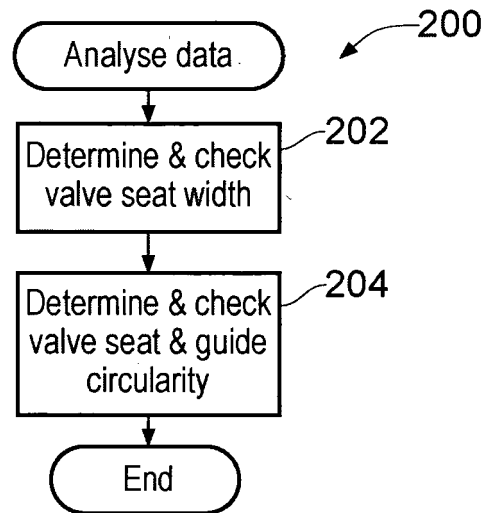 200
Analyse data
202
Determine & check
valve seat width
204
Determine & check
valve seat & guide
circularity
End